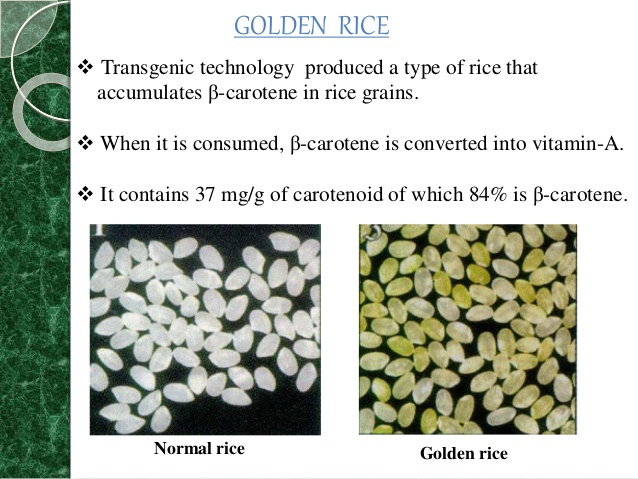 GOLDEN RICE
❖ Transgenic technology produced a type of rice that
accumulates β-carotene in rice grains.
❖ When it is consumed, β-carotene is converted into vitamin-A.
❖ It contains 37 mg/g of carotenoid of which 84% is β-carotene.
Normal rice
Golden rice